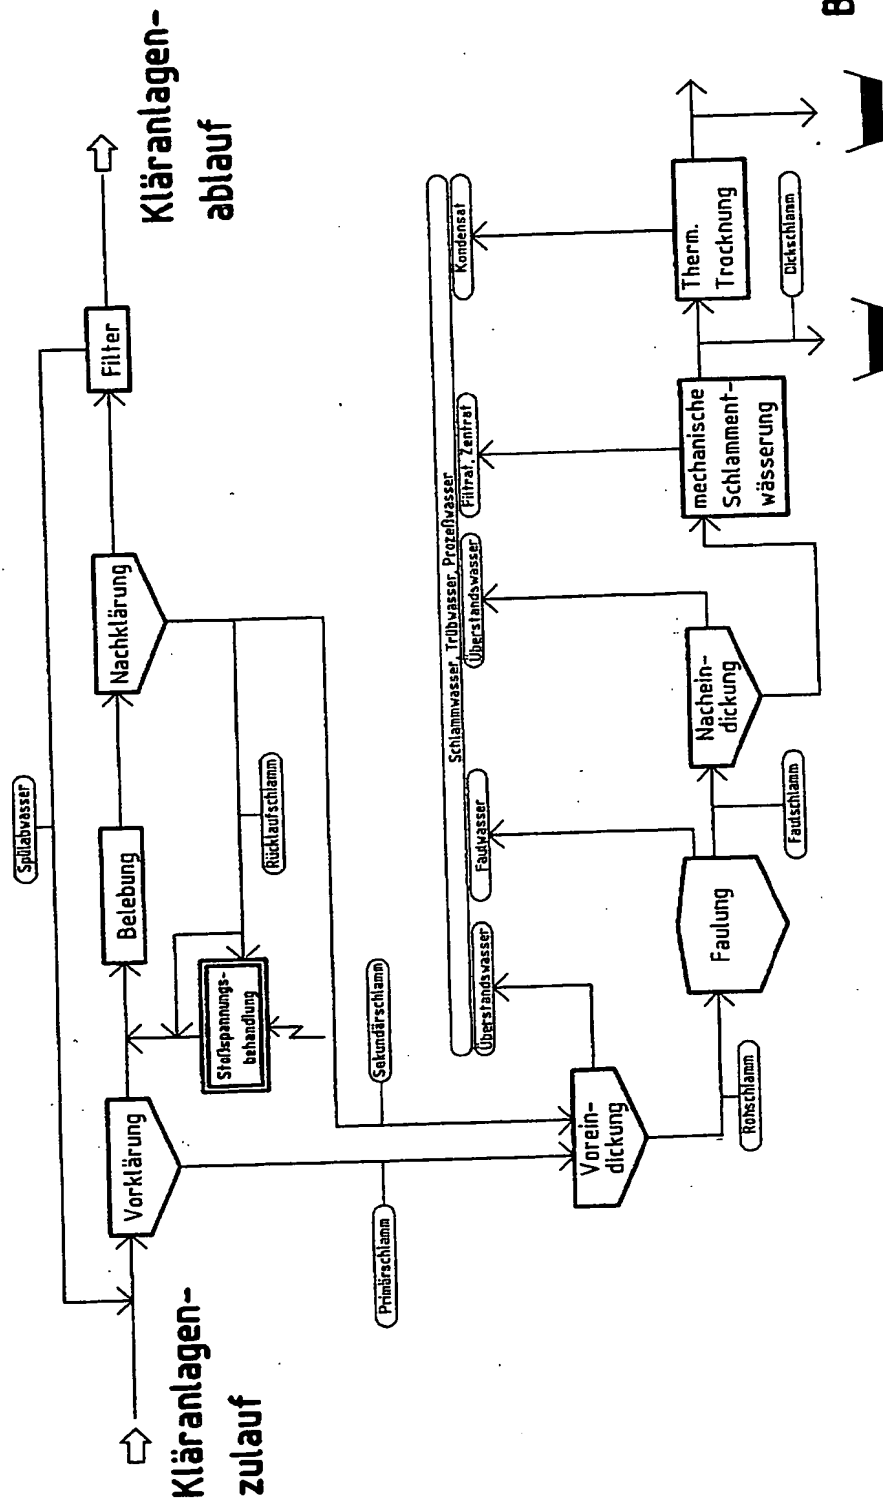 Spülabwasser
Kläranlagen-
zulauf
Vorklärung
Belebung
Nachklärung
Filter
Kläranlagen-
ablauf
Stoßspannungs-
behandlung
Rücklaufschlamm
Primärschlamm
Sekundärschlamm
Schlammwasser, Trübwasser, Prozeßwasser
Überstandswasser
Faulwasser
Überstandswasser
Filtrat, Zentrat
Kondensat
Vorein-
dickung
Rohschlamm
Faulung
Faulschlamm
Nachein-
dickung
mechanische
Schlamment-
wässerung
Therm.
Trocknung
Dickschlamm
B